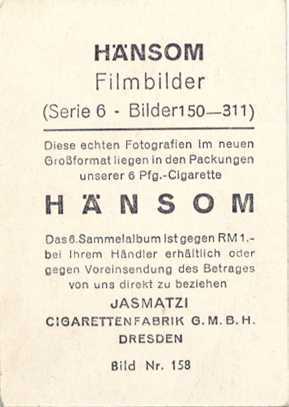 HÄNSOM
Filmbilder
(Serie 6 - Bilder 150—311)
Diese echten Fotografien im neuen
Großformat liegen in den Packungen
unserer 6 Pfg.-Cigarette
HÄNSOM
Das 6. Sammelalbum ist gegen RM 1.-
bei Ihrem Händler erhältlich oder
gegen Voreinsendung des Betrages
von uns direkt zu beziehen
JASMATZI
CIGARETTENFABRIK G.M.B.H.
DRESDEN
Bild Nr. 158